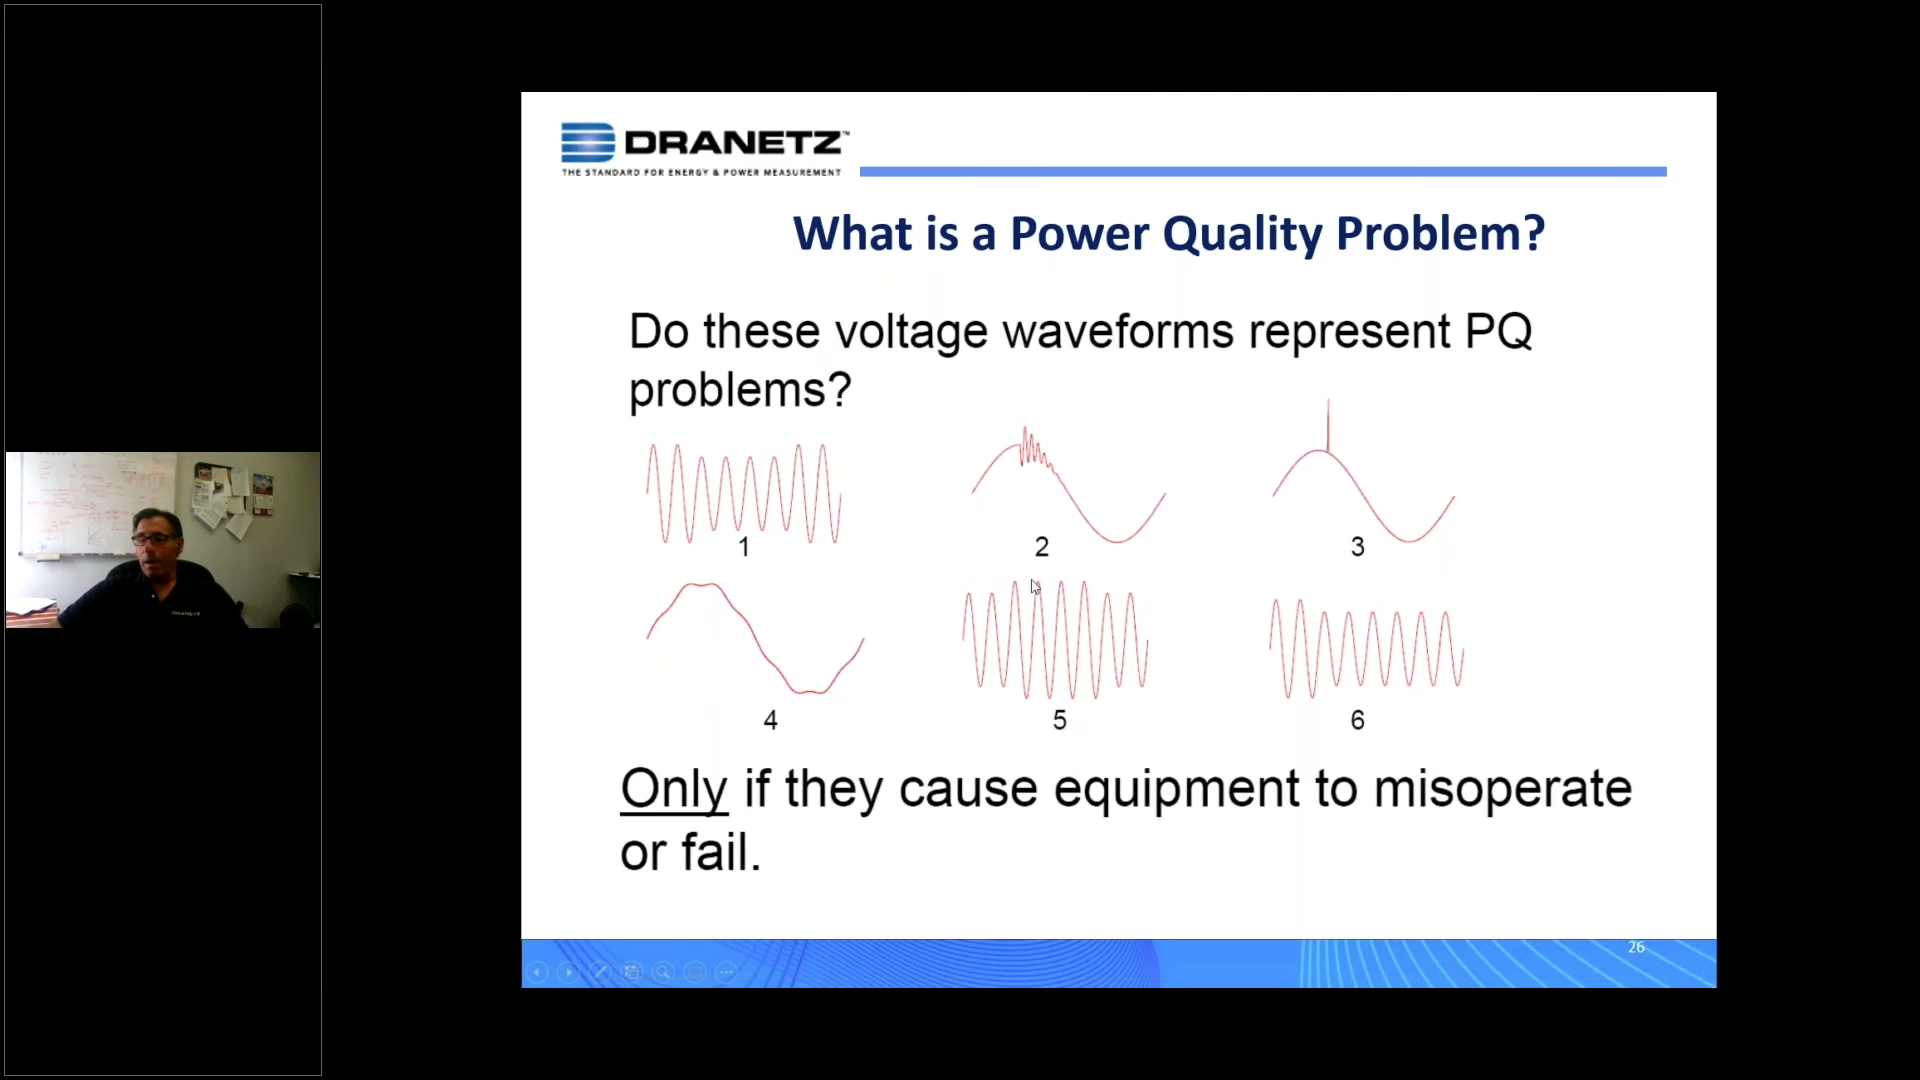 DRANETZ™
THE STANDARD FOR ENERGY & POWER MEASUREMENT
What is a Power Quality Problem?
Do these voltage waveforms represent PQ
problems?
1
2
3
4
5
6
Only if they cause equipment to misoperate
or fail.
26
DRANETZ